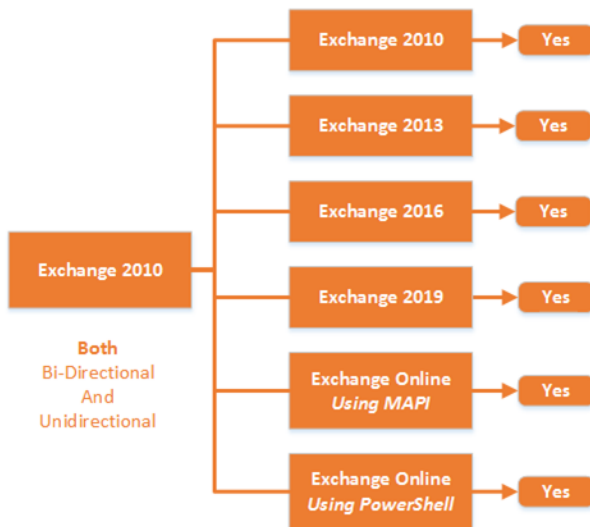 Exchange 2010
Yes
Exchange 2013
Yes
Exchange 2016
Yes
Exchange 2010
Exchange 2019
Yes
Both
Bi-Directional
And
Unidirectional
Exchange Online
Using MAPI
Yes
Exchange Online
Using PowerShell
Yes